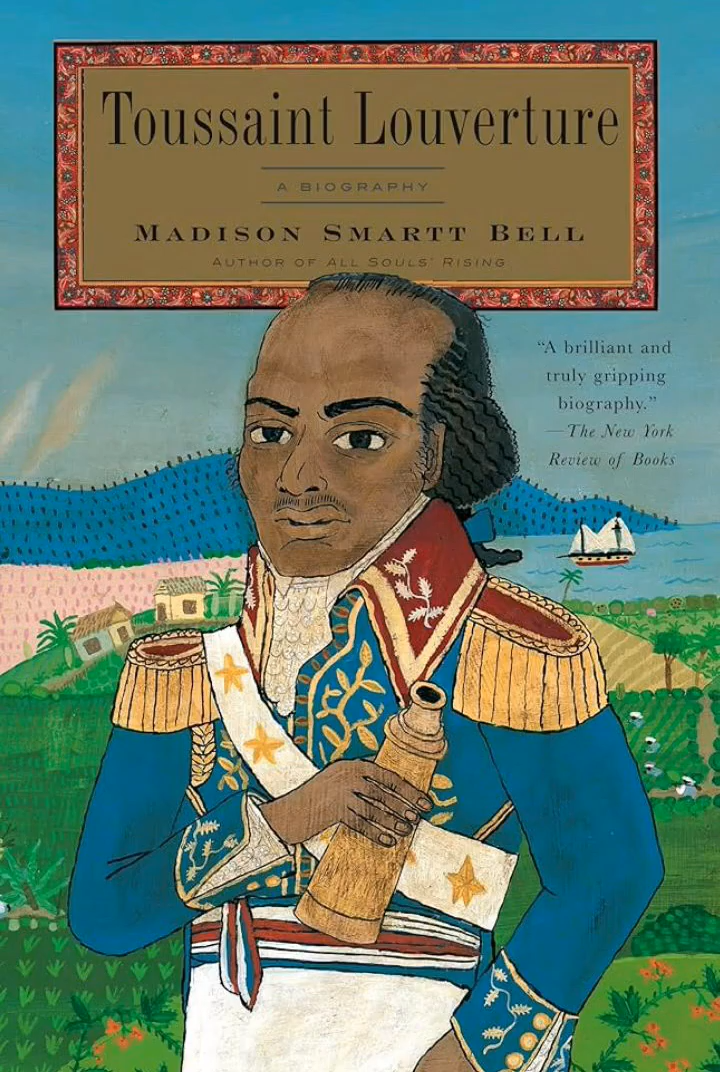 Toussaint Louverture
A BIOGRAPHY
MADISON SMARTT BELL
AUTHOR OF ALL SOULS' RISING
“A brilliant and
truly gripping
biography.”
—The New York
Review of Books